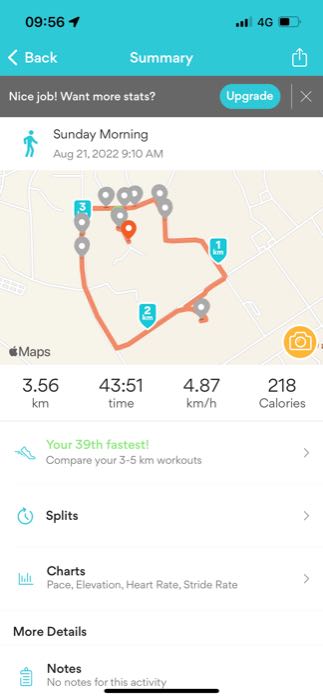 09:56
4G
Back
Summary
Nice job! Want more stats?
Upgrade
Sunday Morning
Aug 21, 2022 9:10 AM
3
1
km
2
km
Maps
3.56
km
43:51
time
4.87
km/h
218
Calories
Your 39th fastest!
Compare your 3-5 km workouts
Splits
Charts
Pace, Elevation, Heart Rate, Stride Rate
More Details
Notes
No notes for this activity